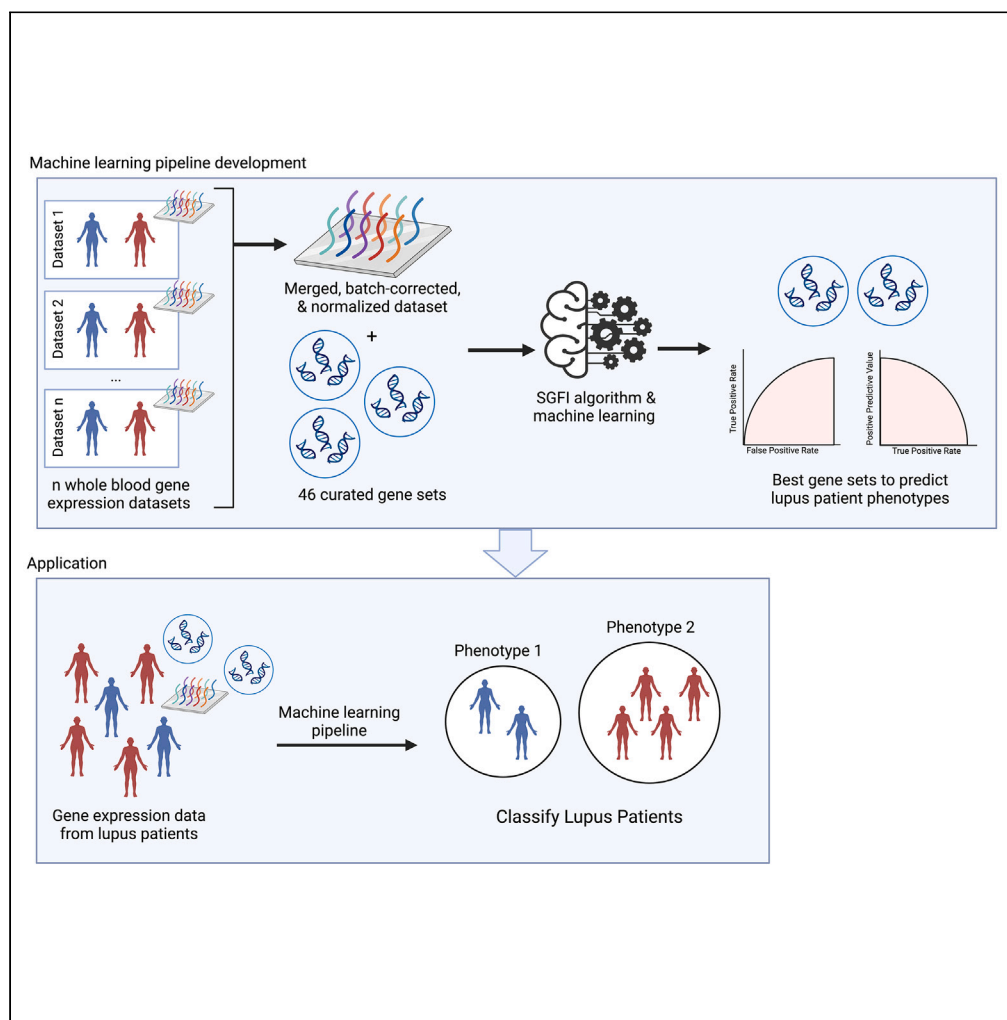 Machine learning pipeline development
Dataset 1
Dataset 2
...
Dataset n
n whole blood gene
expression datasets
Merged, batch-corrected,
& normalized dataset
+
46 curated gene sets
SGFI algorithm &
machine learning
True Positive Rate
False Positive Rate
Positive Predictive Value
True Positive Rate
Best gene sets to predict
lupus patient phenotypes
Application
Gene expression data
from lupus patients
Machine learning
pipeline
Phenotype 1
Phenotype 2
Classify Lupus Patients